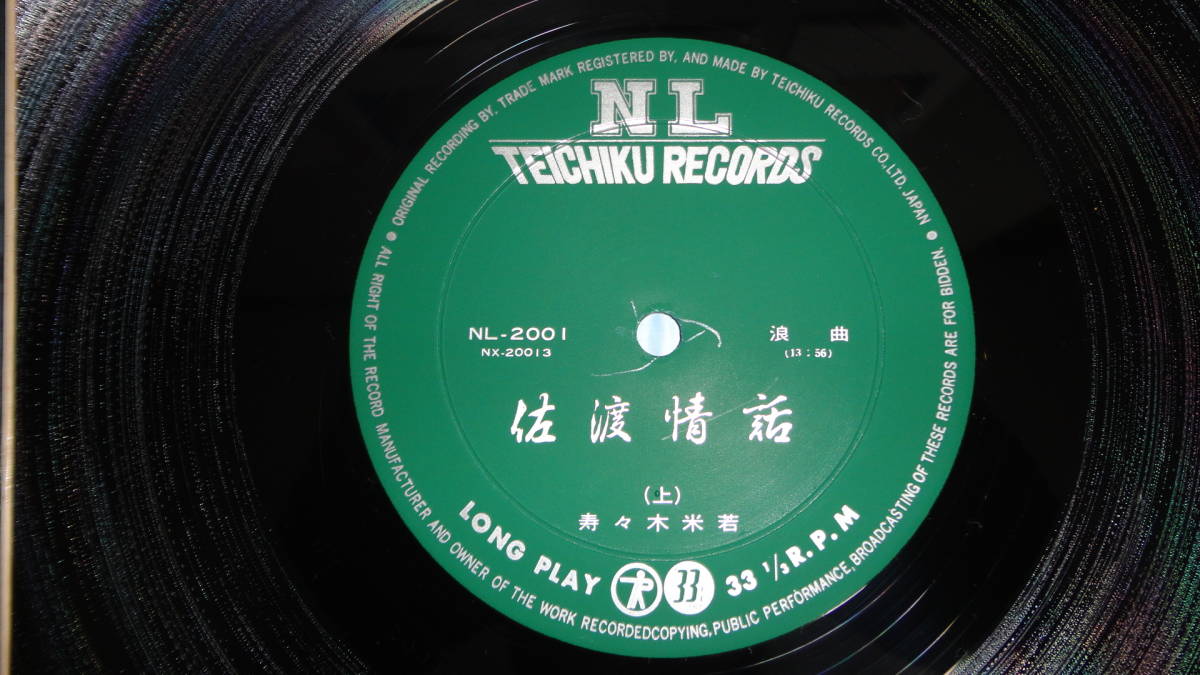 ORIGINAL RECORDING BY, TRADE MARK REGISTERED BY, AND MADE BY TEICHIKU RECORDS CO.,LTD. JAPAN
NL
TEICHIKU RECORDS
NL-2001 浪曲
NX-20013 (13:56)
佐渡情話
(上)
寿々木米若
LONG PLAY 33 33 1/3 R.P.M
ALL RIGHT OF THE RECORD MANUFACTURER AND OWNER OF THE WORK RECORDEDCOPYING,PUBLIC PERFORMANCE,BROADCASTING OF THESE RECORDS ARE FOR BIDDEN.